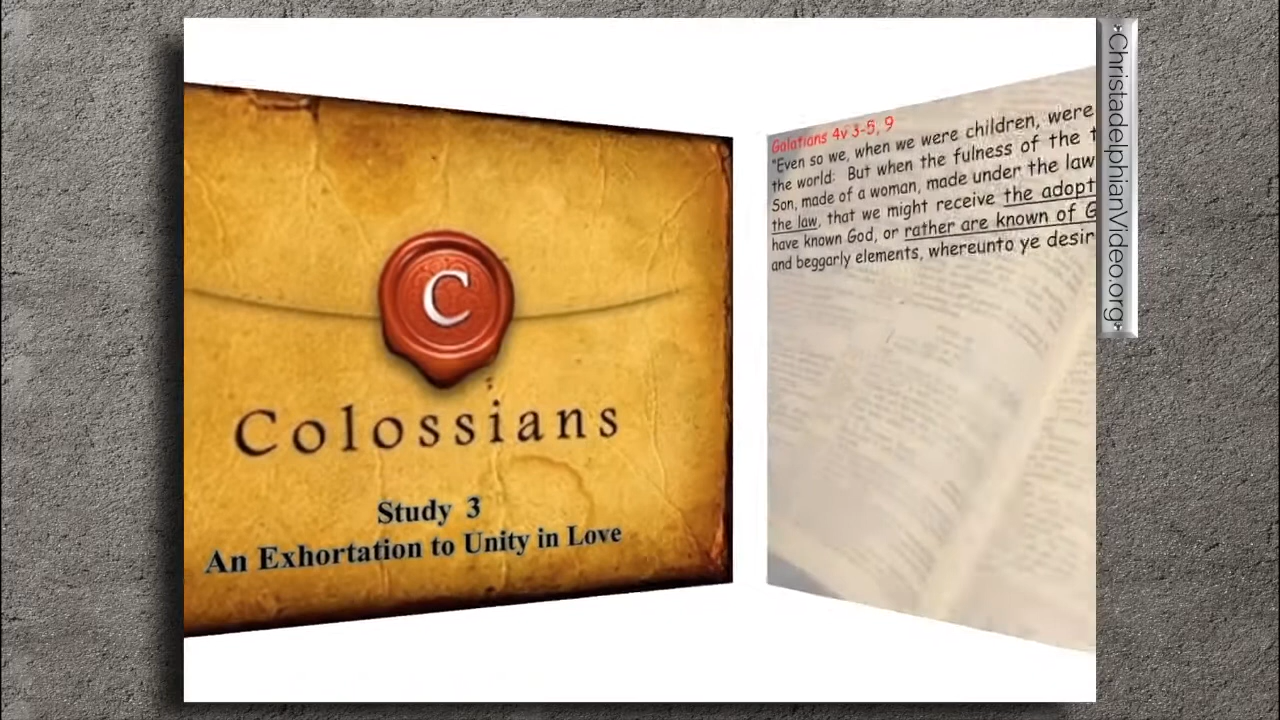 C
Colossians
Study 3
An Exhortation to Unity in Love
Galatians 4v 3-5, 9
"Even so we, when we were children, were
the world: But when the fulness of the
Son, made of a woman, made under the law
the law, that we might receive the adopt
have known God, or rather are known of G
and beggarly elements, whereunto ye desir
•ChristadelphianVideo.org•